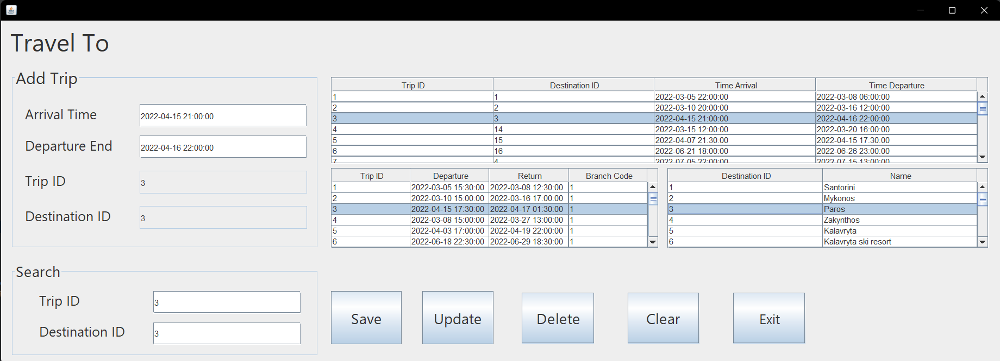 Travel To
Add Trip
Arrival Time 2022-04-15 21:00:00
Departure End 2022-04-16 22:00:00
Trip ID 3
Destination ID 3
Search
Trip ID 3
Destination ID 3
Trip ID Destination ID Time Arrival Time Departure
1 1 2022-03-05 22:00:00 2022-03-08 06:00:00
2 2 2022-03-10 20:00:00 2022-03-16 12:00:00
3 3 2022-04-15 21:00:00 2022-04-16 22:00:00
4 14 2022-03-15 12:00:00 2022-03-20 16:00:00
5 15 2022-04-07 21:30:00 2022-04-15 17:30:00
6 16 2022-06-21 18:00:00 2022-06-26 23:00:00
7 4 2022-07-05 22:00:00 2022-07-15 13:00:00
Trip ID Departure Return Branch Code
1 2022-03-05 15:30:00 2022-03-08 12:30:00 1
2 2022-03-10 15:00:00 2022-03-16 17:00:00 1
3 2022-04-15 17:30:00 2022-04-17 01:30:00 1
4 2022-03-08 15:00:00 2022-03-27 13:00:00 1
5 2022-04-03 17:00:00 2022-04-19 22:00:00 1
6 2022-06-18 22:30:00 2022-06-29 18:30:00 1
Destination ID Name
1 Santorini
2 Mykonos
3 Paros
4 Zakynthos
5 Kalavryta
6 Kalavryta ski resort
Save Update Delete Clear Exit